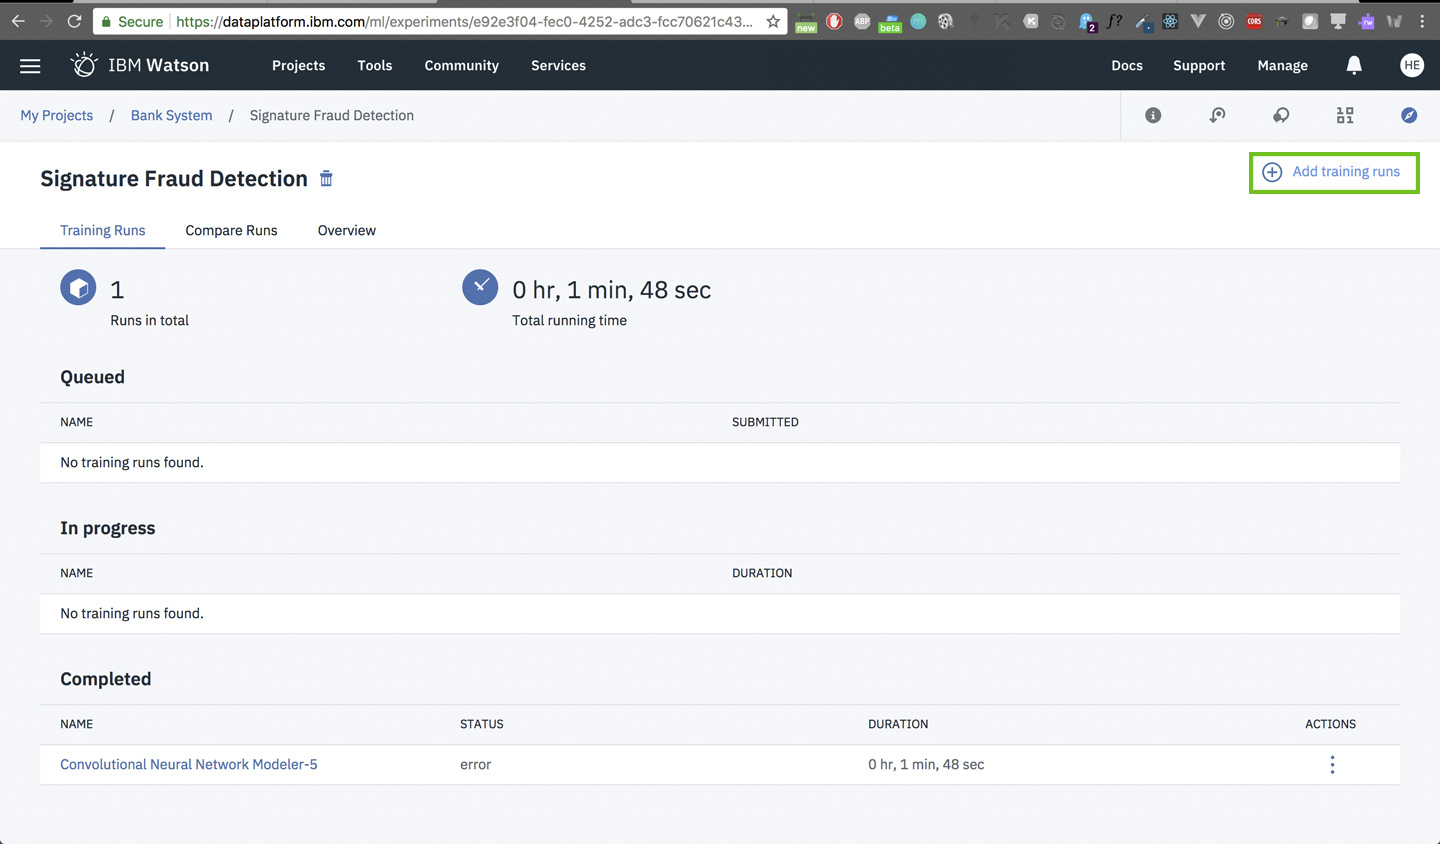 Secure https://dataplatform.ibm.com/ml/experiments/e92e3f04-fec0-4252-adc3-fcc70621c43...
new ABP beta m K 2 f? CORS rw
IBM Watson Projects Tools Community Services Docs Support Manage HE
My Projects / Bank System / Signature Fraud Detection
Signature Fraud Detection
Add training runs
Training Runs Compare Runs Overview
1
Runs in total
0 hr, 1 min, 48 sec
Total running time
Queued
NAME SUBMITTED
No training runs found.
In progress
NAME DURATION
No training runs found.
Completed
NAME STATUS DURATION ACTIONS
Convolutional Neural Network Modeler-5 error 0 hr, 1 min, 48 sec